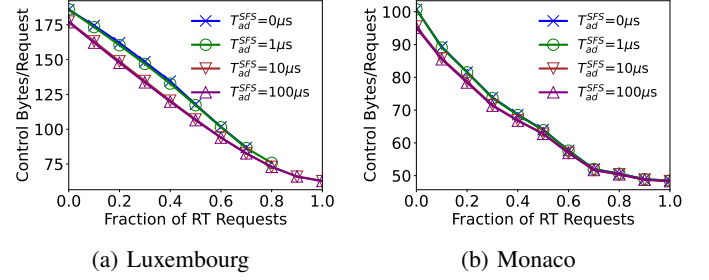 Control Bytes/Request
175
150
125
100
75
0.0 0.2 0.4 0.6 0.8 1.0
Fraction of RT Requests
T_ad^SFS=0μs
T_ad^SFS=1μs
T_ad^SFS=10μs
T_ad^SFS=100μs
(a) Luxembourg
Control Bytes/Request
100
90
80
70
60
50
0.0 0.2 0.4 0.6 0.8 1.0
Fraction of RT Requests
T_ad^SFS=0μs
T_ad^SFS=1μs
T_ad^SFS=10μs
T_ad^SFS=100μs
(b) Monaco